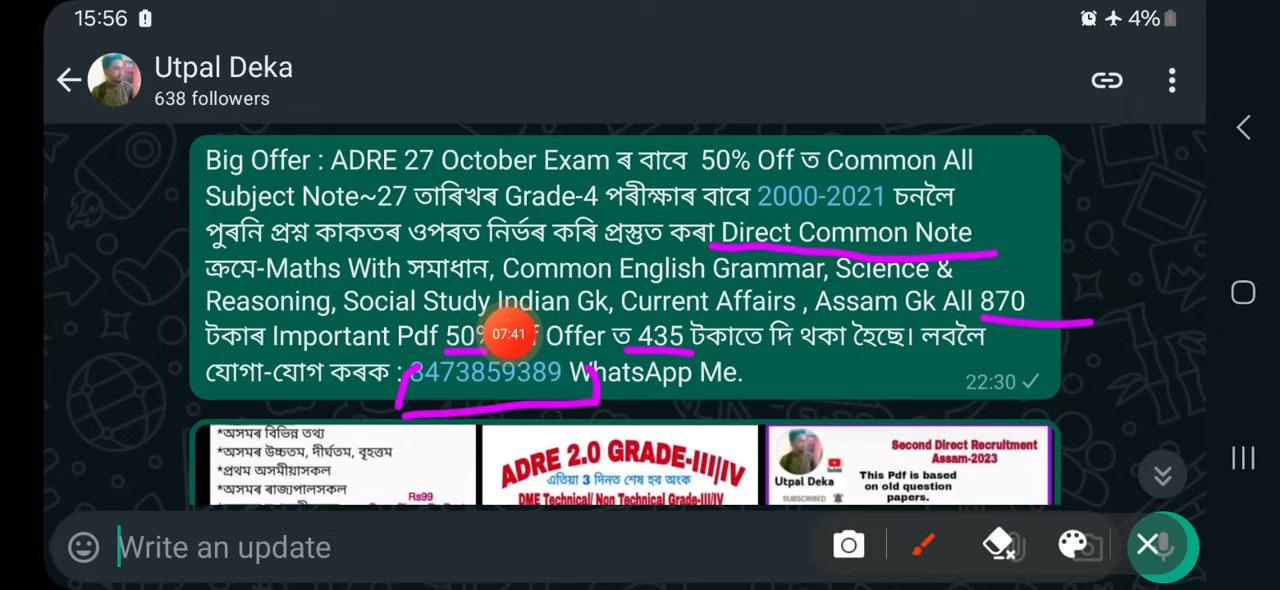 15:56
4%
Utpal Deka
638 followers
Big Offer : ADRE 27 October Exam ৰ বাবে 50% Off ত Common All
Subject Note~27 তাৰিখৰ Grade-4 পৰীক্ষাৰ বাবে 2000-2021 চনলৈ
পুৰনি প্ৰশ্ন কাকতৰ ওপৰত নিৰ্ভৰ কৰি প্ৰস্তুত কৰা Direct Common Note
ক্ৰমে-Maths With সমাধান, Common English Grammar, Science &
Reasoning, Social Study Indian Gk, Current Affairs , Assam Gk All 870
টকাৰ Important Pdf 50% Offer ত 435 টকাতে দি থকা হৈছে। লবলৈ
যোগা-যোগ কৰক : 8473859389 WhatsApp Me.
22:30
07:41
*অসমৰ বিভিন্ন তথ্য
*অসমৰ উচ্চতম, দীৰ্ঘতম, বৃহত্তম
*প্ৰথম অসমীয়াসকল
*অসমৰ ৰাজ্যপালসকল
Rs99
ADRE 2.0 GRADE-III|IV
এতিয়া 3 দিনত শেষ হব অংক
DME Technical/ Non Technical Grade-III/IV
Utpal Deka
SUBSCRIBED
Second Direct Recruitment
Assam-2023
This Pdf is based
on old question
papers.
Write an update